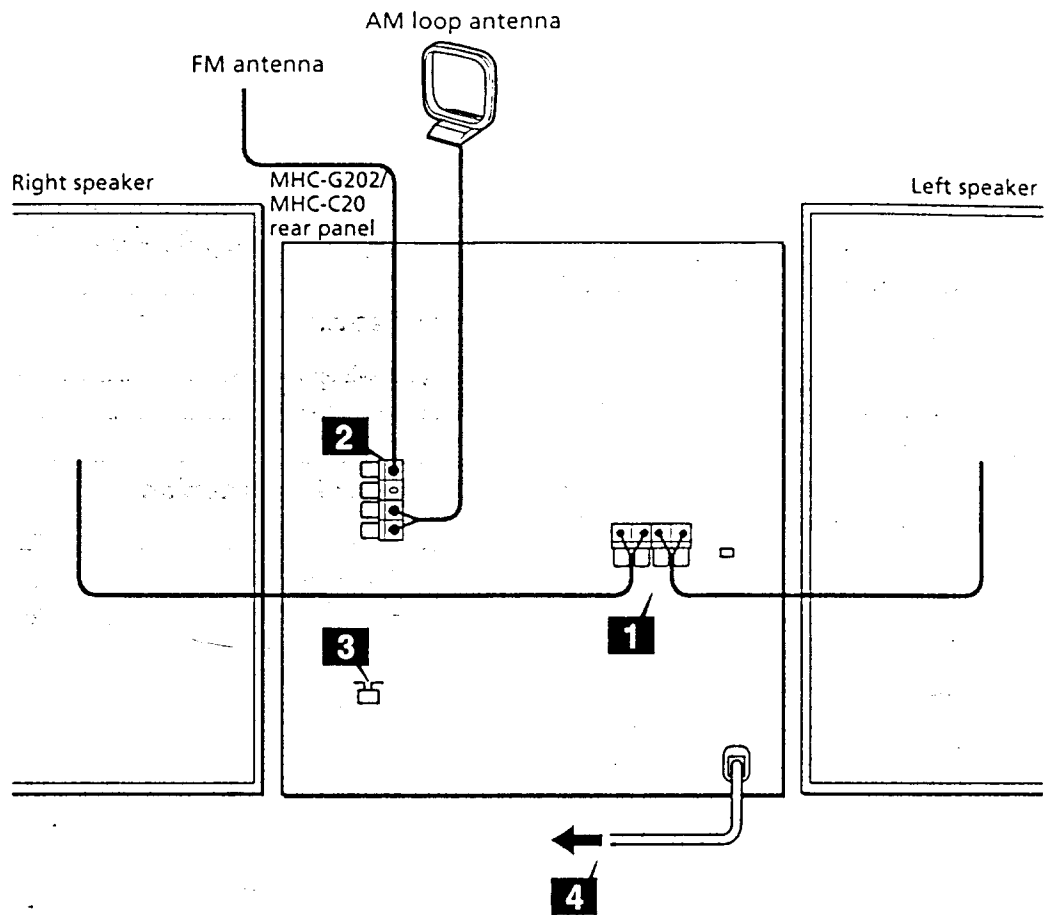 AM loop antenna
FM antenna
Right speaker
MHC-G202/
MHC-C20
rear panel
Left speaker
2
1
3
4